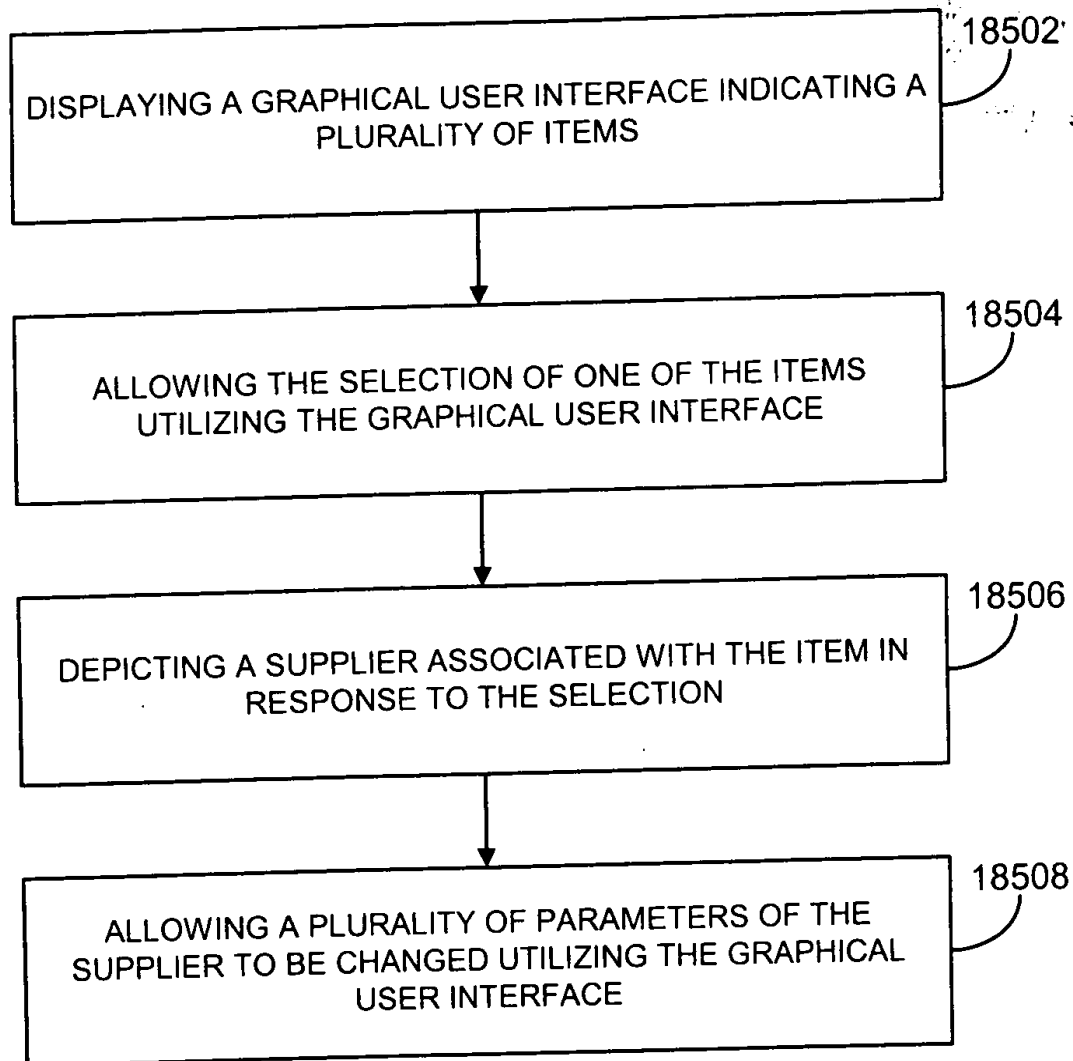 18502
DISPLAYING A GRAPHICAL USER INTERFACE INDICATING A
PLURALITY OF ITEMS
18504
ALLOWING THE SELECTION OF ONE OF THE ITEMS
UTILIZING THE GRAPHICAL USER INTERFACE
18506
DEPICTING A SUPPLIER ASSOCIATED WITH THE ITEM IN
RESPONSE TO THE SELECTION
18508
ALLOWING A PLURALITY OF PARAMETERS OF THE
SUPPLIER TO BE CHANGED UTILIZING THE GRAPHICAL
USER INTERFACE